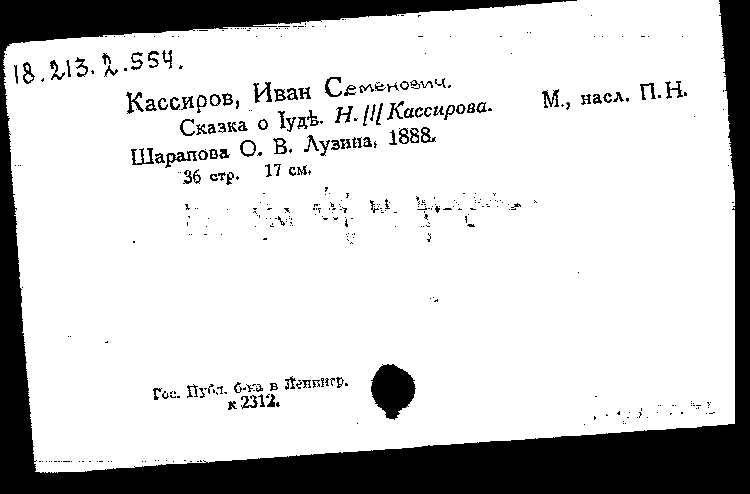 18.213.2.554.
Кассиров, Иван Семенович.
Сказка о Іудѣ. Н. [!] Кассирова. М., насл. П.Н.
Шарапова О. В. Лузина, 1888.
36 стр. 17 см.
Гос. Публ. б-ка в Ленингр.
к 2312.